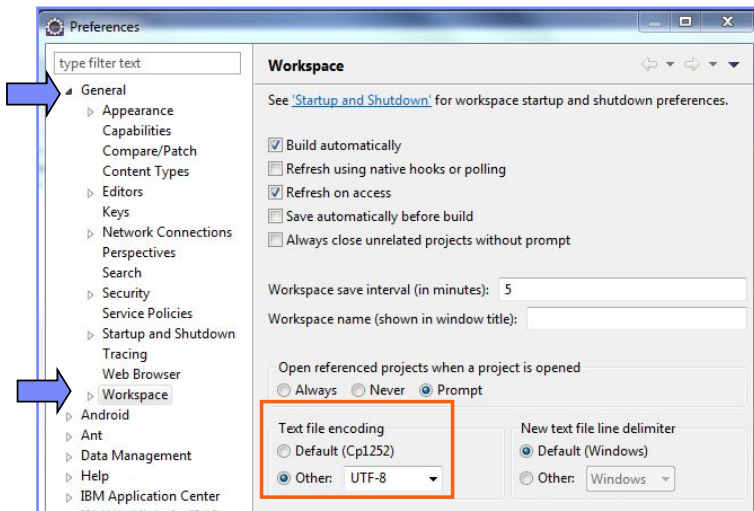 Preferences
type filter text
General
Appearance
Capabilities
Compare/Patch
Content Types
Editors
Keys
Network Connections
Perspectives
Search
Security
Service Policies
Startup and Shutdown
Tracing
Web Browser
Workspace
Android
Ant
Data Management
Help
IBM Application Center
Workspace
See 'Startup and Shutdown' for workspace startup and shutdown preferences.
Build automatically
Refresh using native hooks or polling
Refresh on access
Save automatically before build
Always close unrelated projects without prompt
Workspace save interval (in minutes): 5
Workspace name (shown in window title):
Open referenced projects when a project is opened
Always Never Prompt
Text file encoding
Default (Cp1252)
Other: UTF-8
New text file line delimiter
Default (Windows)
Other: Windows